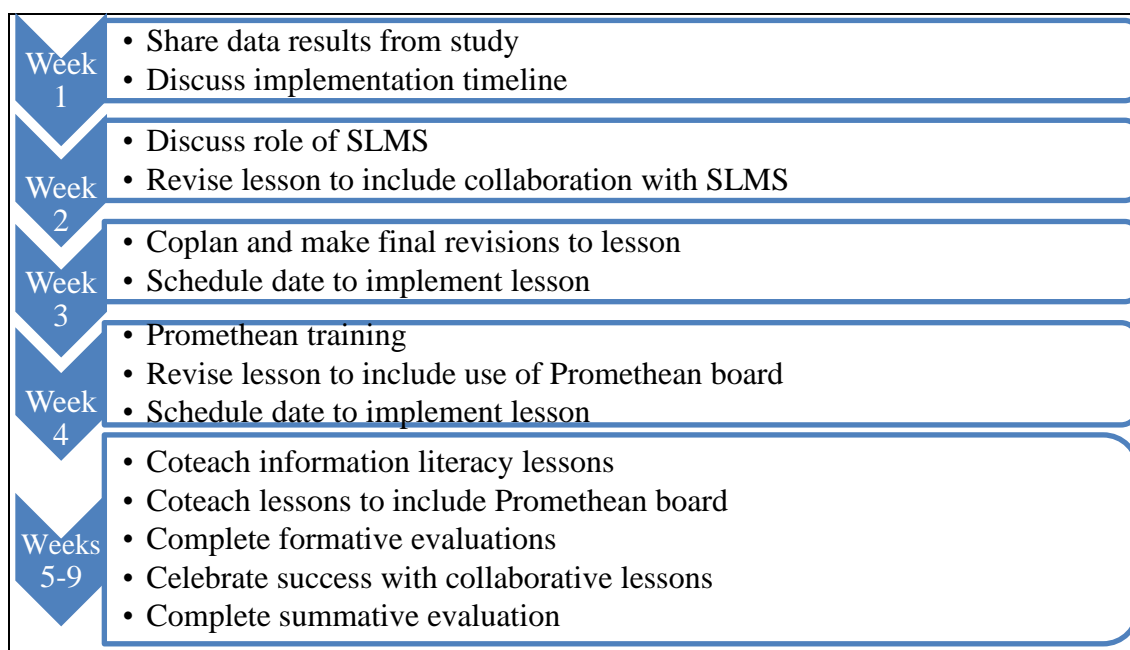 Week
1
• Share data results from study
• Discuss implementation timeline
Week
2
• Discuss role of SLMS
• Revise lesson to include collaboration with SLMS
Week
3
• Coplan and make final revisions to lesson
• Schedule date to implement lesson
Week
4
• Promethean training
• Revise lesson to include use of Promethean board
• Schedule date to implement lesson
Weeks
5-9
• Coteach information literacy lessons
• Coteach lessons to include Promethean board
• Complete formative evaluations
• Celebrate success with collaborative lessons
• Complete summative evaluation